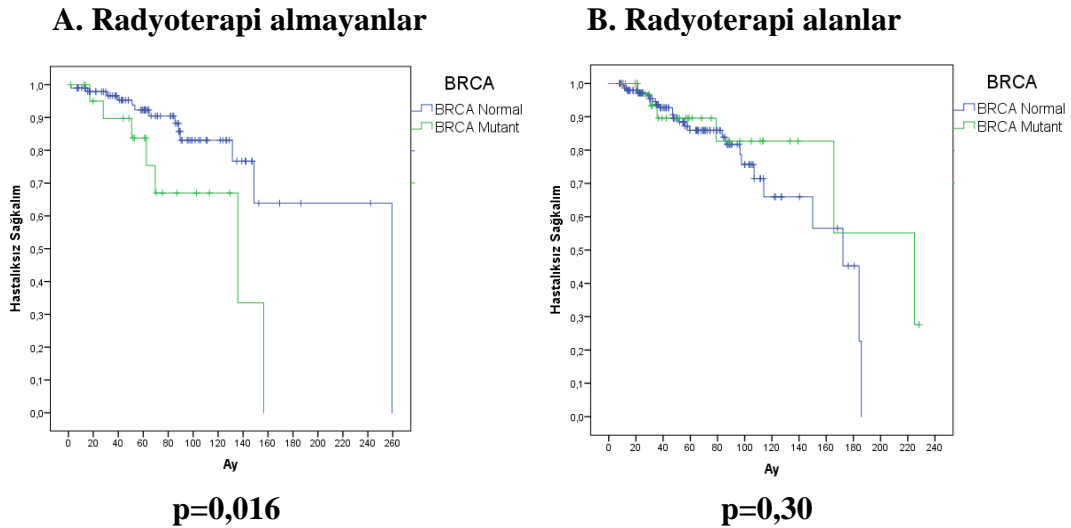 A. Radyoterapi almayanlar
BRCA
BRCA Normal
BRCA Mutant
Hastalıksız Sağkalım
1,0
0,9
0,8
0,7
0,6
0,5
0,4
0,3
0,2
0,1
0,0
0 20 40 60 80 100 120 140 160 180 200 220 240 260
Ay
p=0,016
B. Radyoterapi alanlar
BRCA
BRCA Normal
BRCA Mutant
Hastalıksız Sağkalım
1,0
0,9
0,8
0,7
0,6
0,5
0,4
0,3
0,2
0,1
0,0
0 20 40 60 80 100 120 140 160 180 200 220 240
Ay
p=0,30